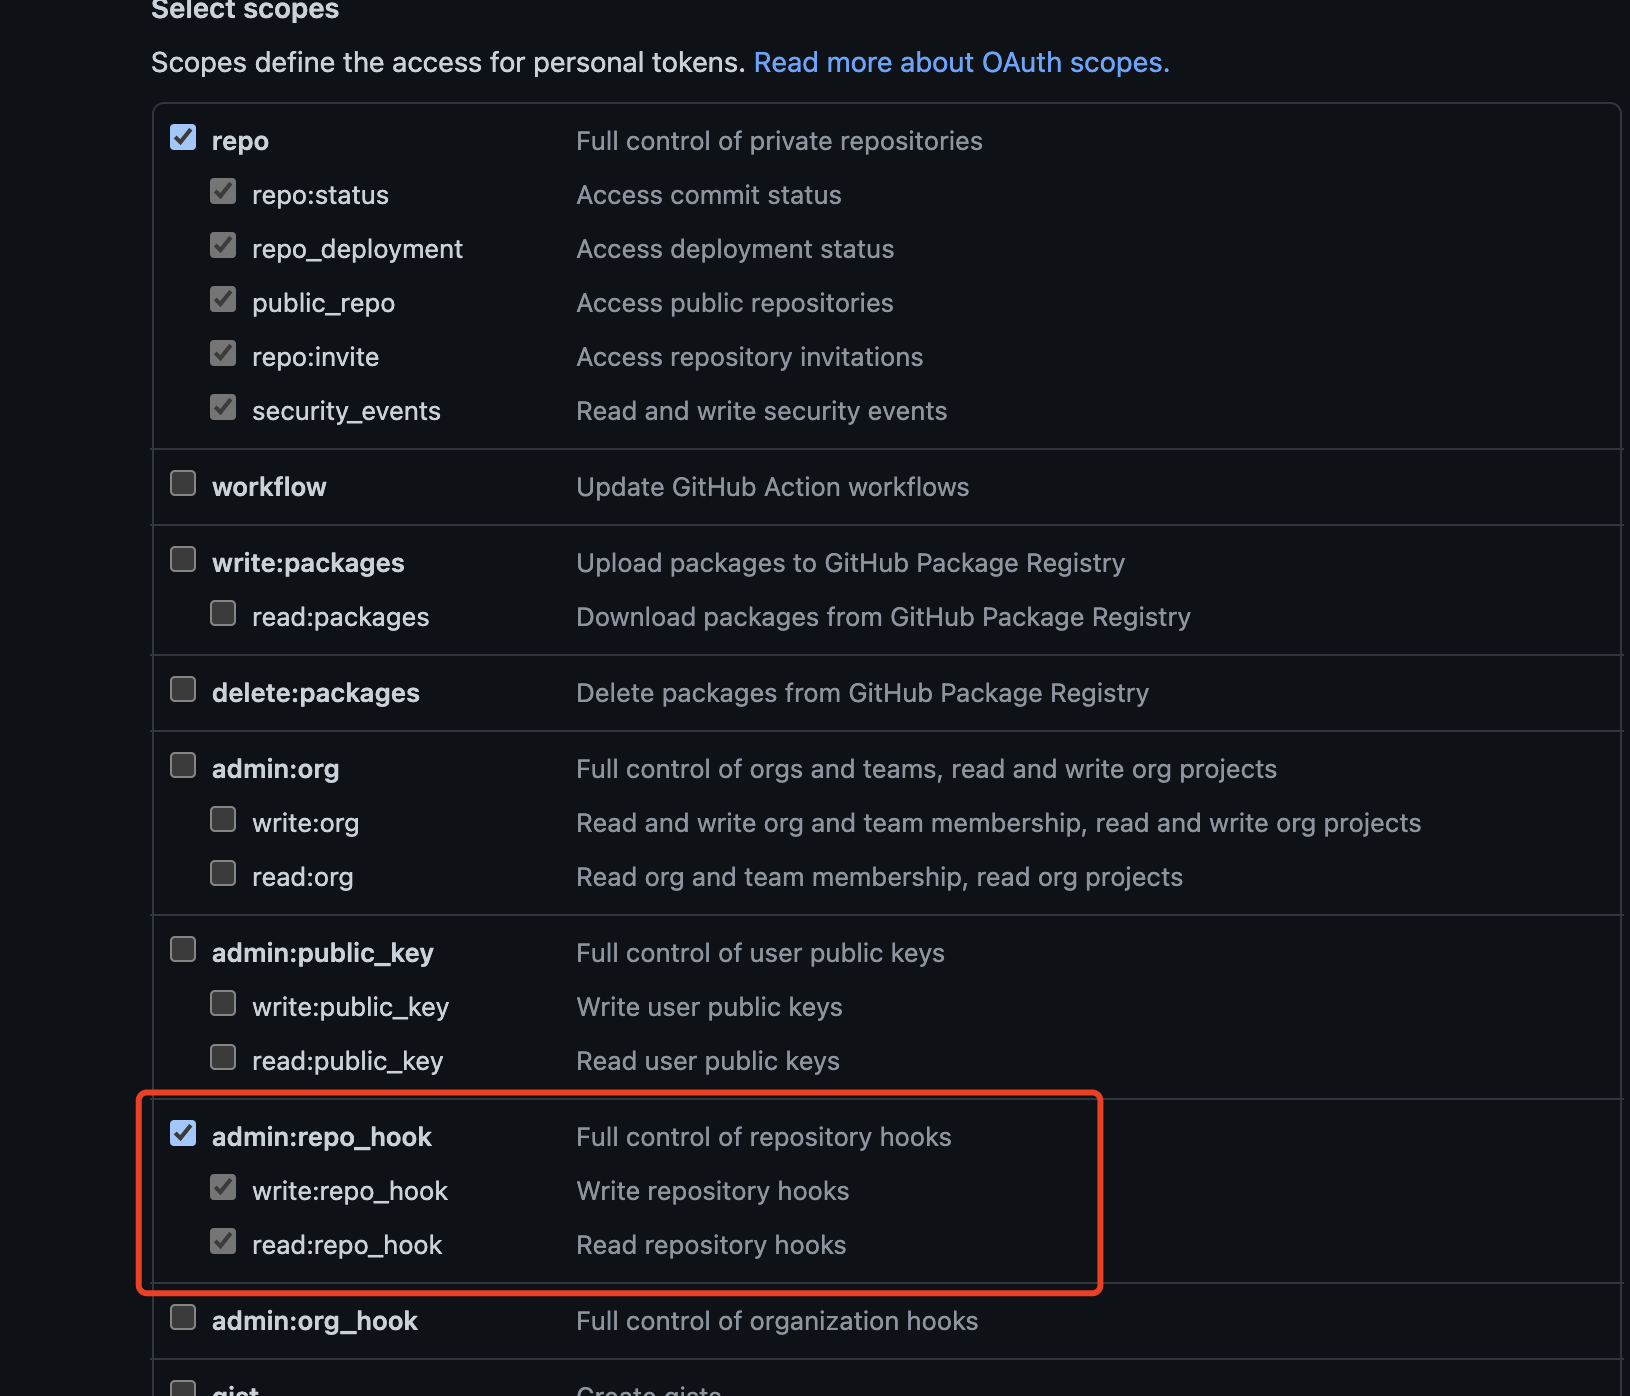 Select scopes
Scopes define the access for personal tokens. Read more about OAuth scopes.
repo Full control of private repositories
repo:status Access commit status
repo_deployment Access deployment status
public_repo Access public repositories
repo:invite Access repository invitations
security_events Read and write security events
workflow Update GitHub Action workflows
write:packages Upload packages to GitHub Package Registry
read:packages Download packages from GitHub Package Registry
delete:packages Delete packages from GitHub Package Registry
admin:org Full control of orgs and teams, read and write org projects
write:org Read and write org and team membership, read and write org projects
read:org Read org and team membership, read org projects
admin:public_key Full control of user public keys
write:public_key Write user public keys
read:public_key Read user public keys
admin:repo_hook Full control of repository hooks
write:repo_hook Write repository hooks
read:repo_hook Read repository hooks
admin:org_hook Full control of organization hooks
gist Create gists